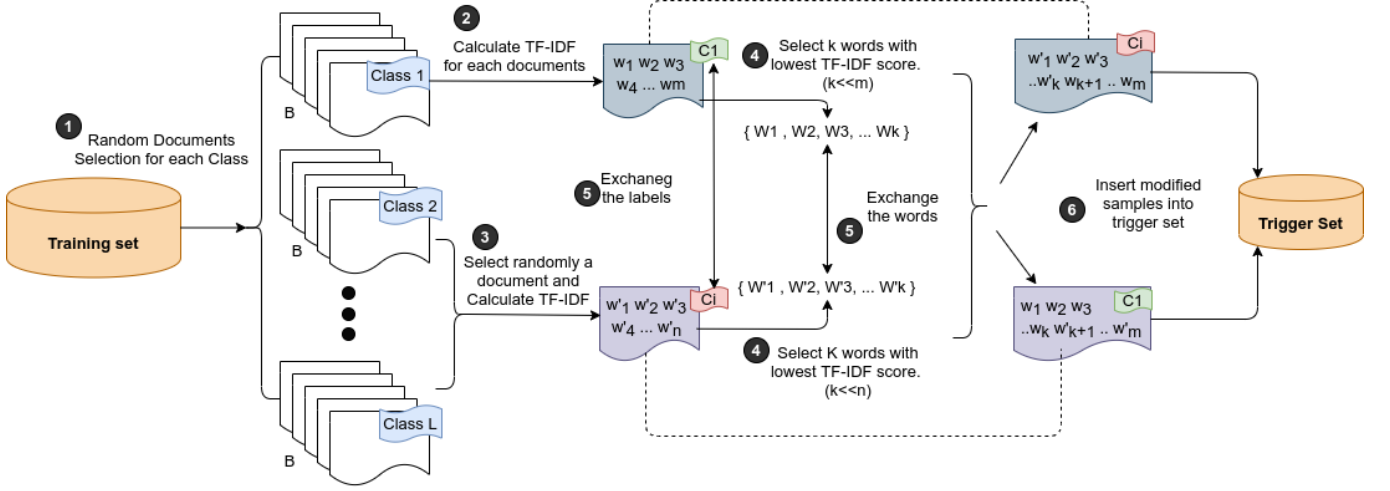 1
Random Documents
Selection for each Class
Training set
Class 1
B
Class 2
B
Class L
B
2
Calculate TF-IDF
for each documents
3
Select randomly a
document and
Calculate TF-IDF
C1
w1 w2 w3
w4 ... wm
4
Select k words with
lowest TF-IDF score.
(k<<m)
{ W1 , W2, W3, ... Wk }
5
Exchaneg
the labels
5
Exchange
the words
{ W'1 , W'2, W'3, ... W'k }
Ci
w'1 w'2 w'3
w'4 ... w'n
4
Select K words with
lowest TF-IDF score.
(k<<n)
Ci
w'1 w'2 w'3
..w'k wk+1 .. wm
6
Insert modified
samples into
trigger set
C1
w1 w2 w3
..wk w'k+1 .. w'm
Trigger Set